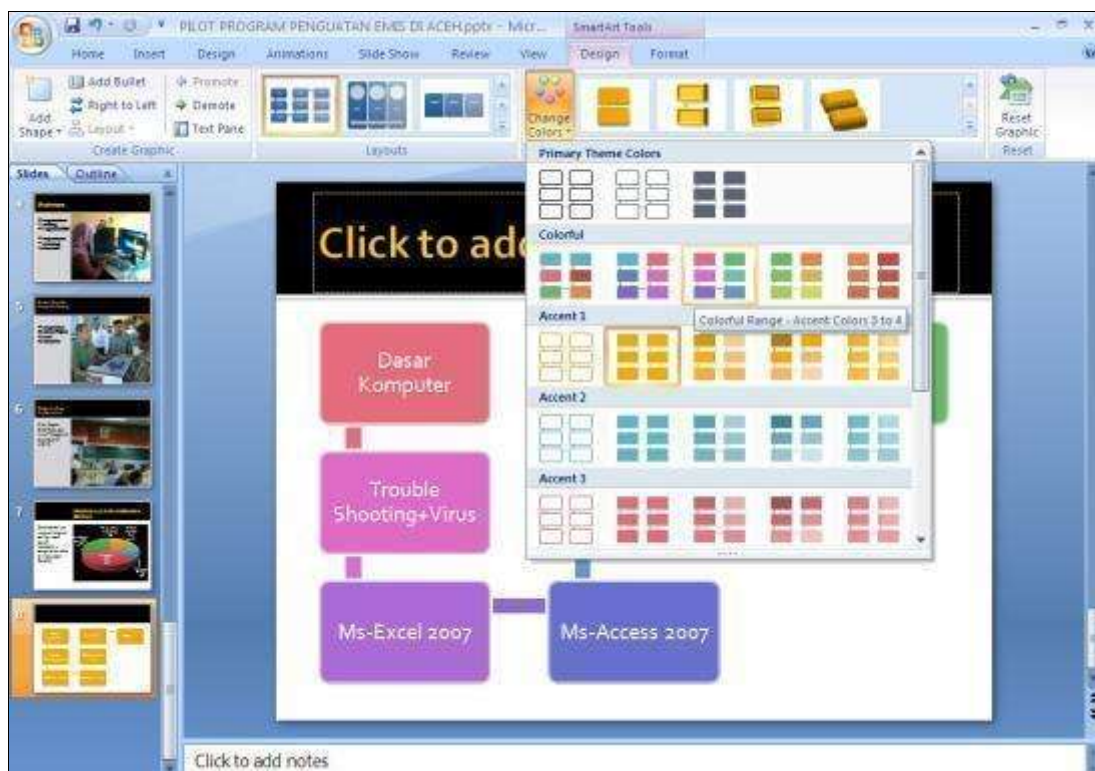 PILOT PROGRAM PENGUATAN EMIS DI ACEH.pptx - Micr...
SmartArt Tools
Home Insert Design Animations Slide Show Review View Design Format
Add Shape
Add Bullet
Right to Left
Layout
Promote
Demote
Text Pane
Create Graphic
Layouts
Change Colors
Reset Graphic
Reset
Slides Outline
Primary Theme Colors
Colorful
Colorful Range - Accent Colors 3 to 4
Accent 1
Accent 2
Accent 3
5
6
7
Click to add
Dasar
Komputer
Trouble
Shooting+Virus
Ms-Excel 2007
Ms-Access 2007
Click to add notes